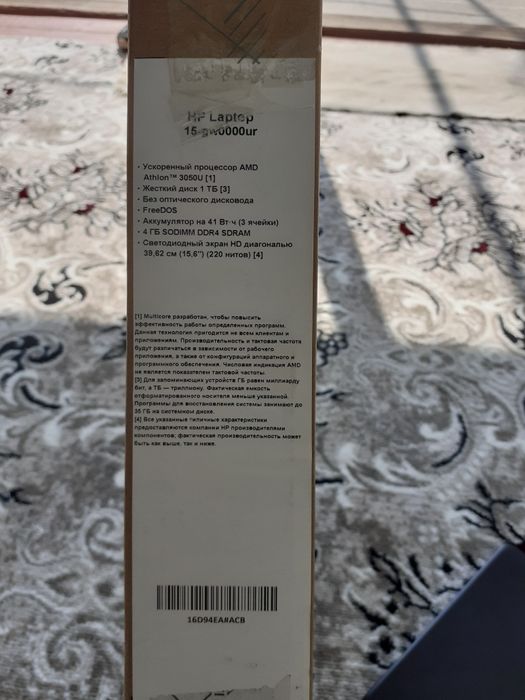 HP Laptop
15-gw0000ur
· Ускоренный процессор AMD
Athlon™ 3050U [1]
· Жесткий диск 1 ТБ [3]
· Без оптического дисковода
· FreeDOS
· Аккумулятор на 41 Вт·ч (3 ячейки)
· 4 ГБ SODIMM DDR4 SDRAM
· Светодиодный экран HD диагональю
39,62 см (15,6") (220 нитов) [4]
[1] Multicore разработан, чтобы повысить
эффективность работы определенных программ.
Данная технология пригодится не всем клиентам и
приложениям. Производительность и тактовая частота
будут различаться в зависимости от рабочего
приложения, а также от конфигураций аппаратного и
программного обеспечения. Числовая индикация AMD
не является показателем тактовой частоты.
[3] Для запоминающих устройств ГБ равен миллиарду
бит, а ТБ — триллиону. Фактическая емкость
отформатированного носителя меньше указанной.
Программы для восстановления системы занимают до
35 ГБ на системном диске.
[4] Все указанные типичные характеристики
предоставляются компании HP производителями
компонентов; фактическая производительность может
быть как выше, так и ниже.
16D94EA#ACB